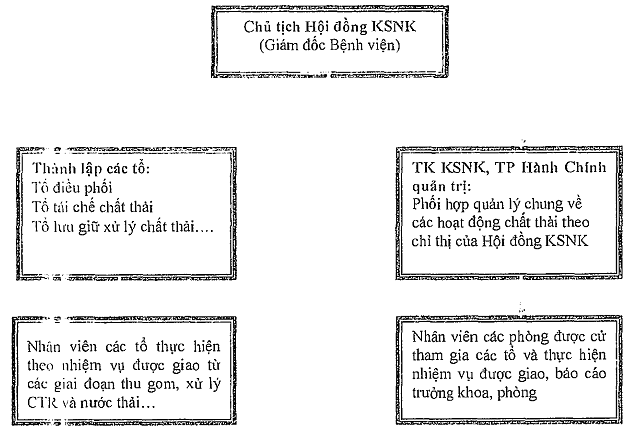 Chủ tịch Hội đồng KSNK
(Giám đốc Bệnh viện)
Thành lập các tổ:
Tổ điều phối
Tổ tái chế chất thải
Tổ lưu giữ xử lý chất thải….
TK KSNK, TP Hành Chính
quản trị:
Phối hợp quản lý chung về
các hoạt động chất thải theo
chỉ thị của Hội đồng KSNK
Nhân viên các tổ thực hiện
theo nhiệm vụ được giao từ
các giai đoạn thu gom, xử lý
CTR và nước thải…
Nhân viên các phòng được cử
tham gia các tổ và thực hiện
nhiệm vụ được giao, báo cáo
trưởng khoa, phòng